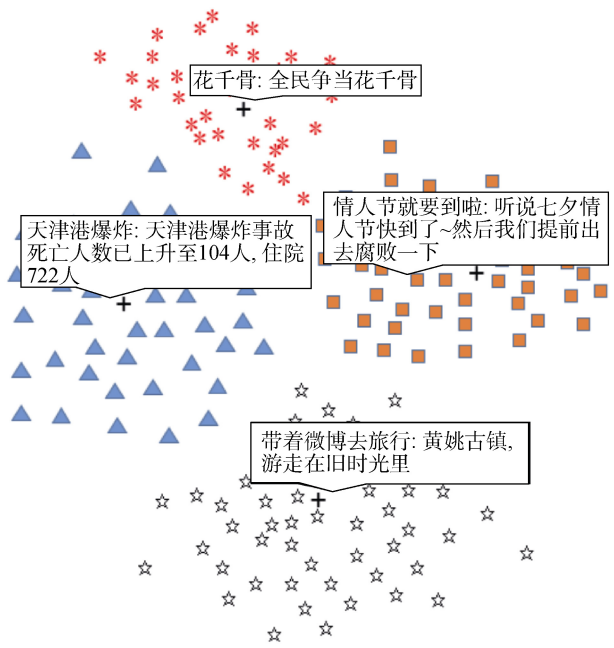 花千骨: 全民争当花千骨
情人节就要到啦: 听说七夕情
人节快到了~然后我们提前出
去腐败一下
天津港爆炸: 天津港爆炸事故
死亡人数已上升至104人, 住院
722人
带着微博去旅行: 黄姚古镇,
游走在旧时光里